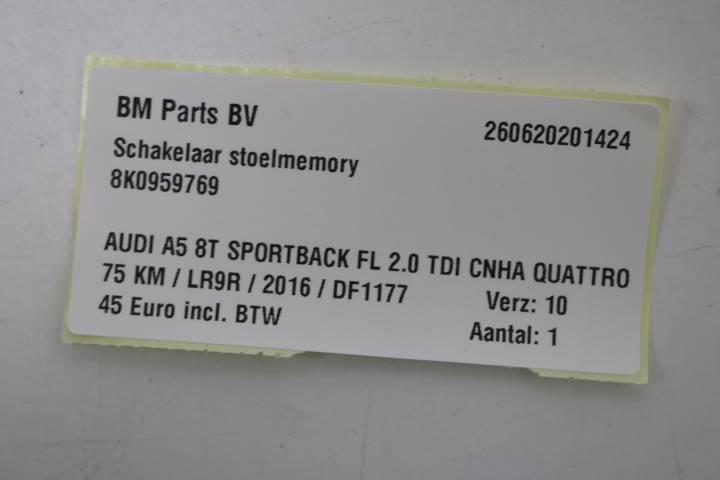 BM Parts BV
260620201424
Schakelaar stoelmemory
8K0959769
AUDI A5 8T SPORTBACK FL 2.0 TDI CNHA QUATTRO
75 KM / LR9R / 2016 / DF1177
Verz: 10
45 Euro incl. BTW
Aantal: 1